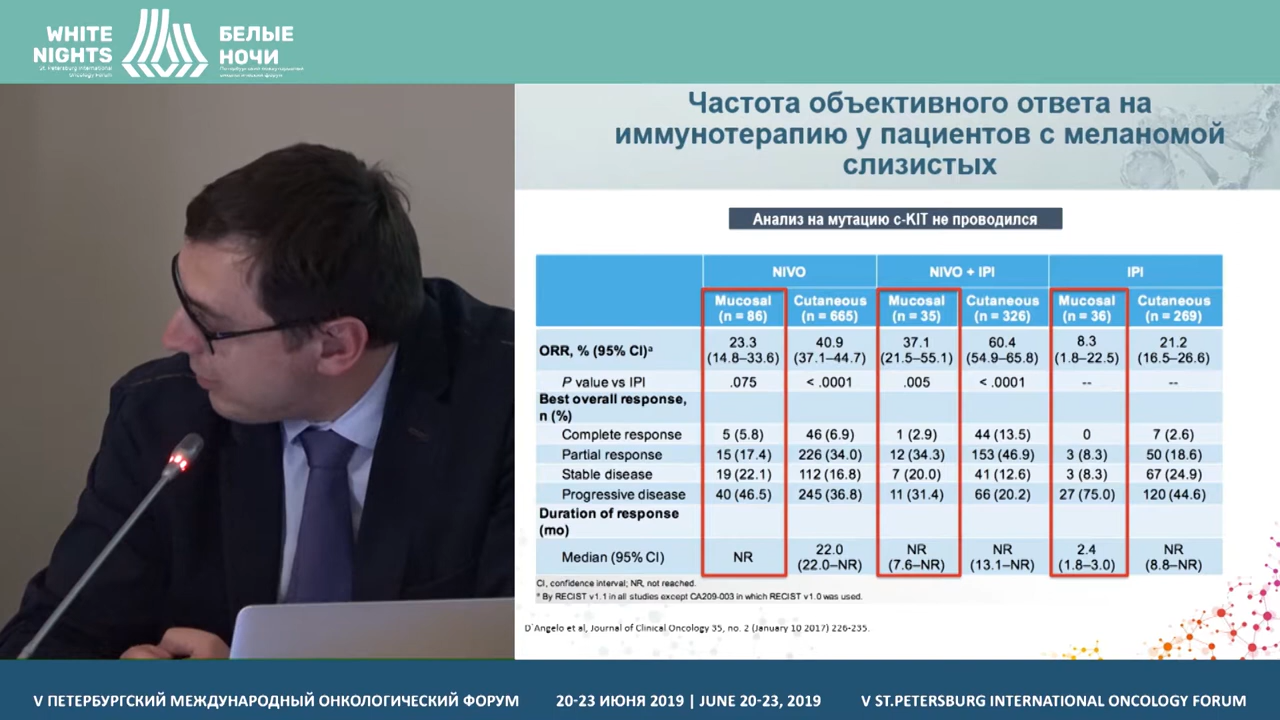 WHITE
NIGHTS
St. Petersburg International
Oncology Forum
БЕЛЫЕ
НОЧИ
Петербургский международный
онкологический форум
Частота объективного ответа на
иммунотерапию у пациентов с меланомой
слизистых
Анализ на мутацию c-KIT не проводился
NIVO NIVO + IPI IPI
Mucosal (n = 86) Cutaneous (n = 665) Mucosal (n = 35) Cutaneous (n = 326) Mucosal (n = 36) Cutaneous (n = 269)
ORR, % (95% CI)ᵃ 23.3 (14.8–33.6) 40.9 (37.1–44.7) 37.1 (21.5–55.1) 60.4 (54.9–65.8) 8.3 (1.8–22.5) 21.2 (16.5–26.6)
P value vs IPI .075 < .0001 .005 < .0001 -- --
Best overall response,
n (%)
Complete response 5 (5.8) 46 (6.9) 1 (2.9) 44 (13.5) 0 7 (2.6)
Partial response 15 (17.4) 226 (34.0) 12 (34.3) 153 (46.9) 3 (8.3) 50 (18.6)
Stable disease 19 (22.1) 112 (16.8) 7 (20.0) 41 (12.6) 3 (8.3) 67 (24.9)
Progressive disease 40 (46.5) 245 (36.8) 11 (31.4) 66 (20.2) 27 (75.0) 120 (44.6)
Duration of response
(mo)
Median (95% CI) NR 22.0 (22.0–NR) NR (7.6–NR) NR (13.1–NR) 2.4 (1.8–3.0) NR (8.8–NR)
CI, confidence interval; NR, not reached.
ᵃ By RECIST v1.1 in all studies except CA209-003 in which RECIST v1.0 was used.
D`Angelo et al, Journal of Clinical Oncology 35, no. 2 (January 10 2017) 226-235.
V ПЕТЕРБУРГСКИЙ МЕЖДУНАРОДНЫЙ ОНКОЛОГИЧЕСКИЙ ФОРУМ 20-23 ИЮНЯ 2019 | JUNE 20-23, 2019 V ST.PETERSBURG INTERNATIONAL ONCOLOGY FORUM